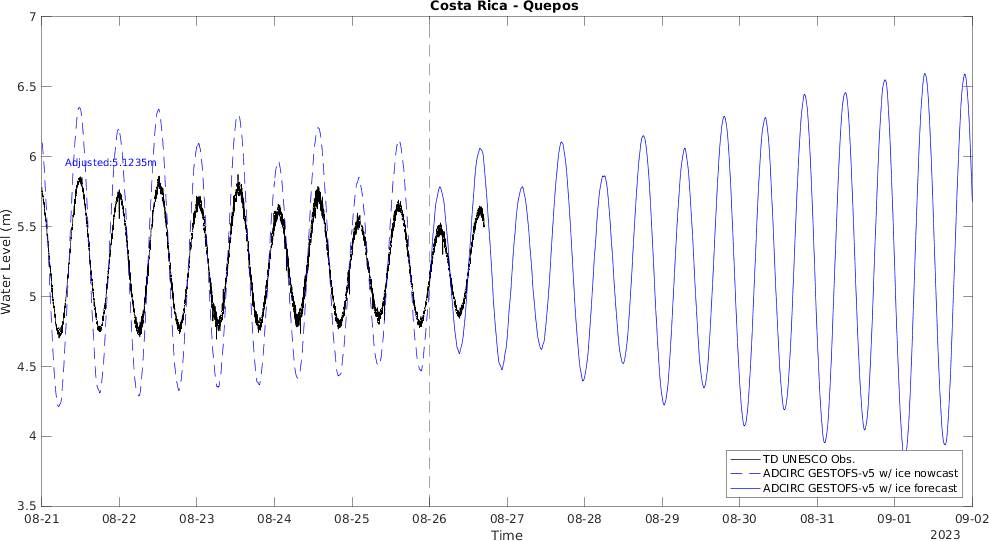 Costa Rica - Quepos
7
6.5
6
5.5
5
4.5
4
3.5
Water Level (m)
Adjusted:5.1235m
TD UNESCO Obs.
ADCIRC GESTOFS-v5 w/ ice nowcast
ADCIRC GESTOFS-v5 w/ ice forecast
08-21 08-22 08-23 08-24 08-25 08-26 08-27 08-28 08-29 08-30 08-31 09-01 09-02
Time
2023